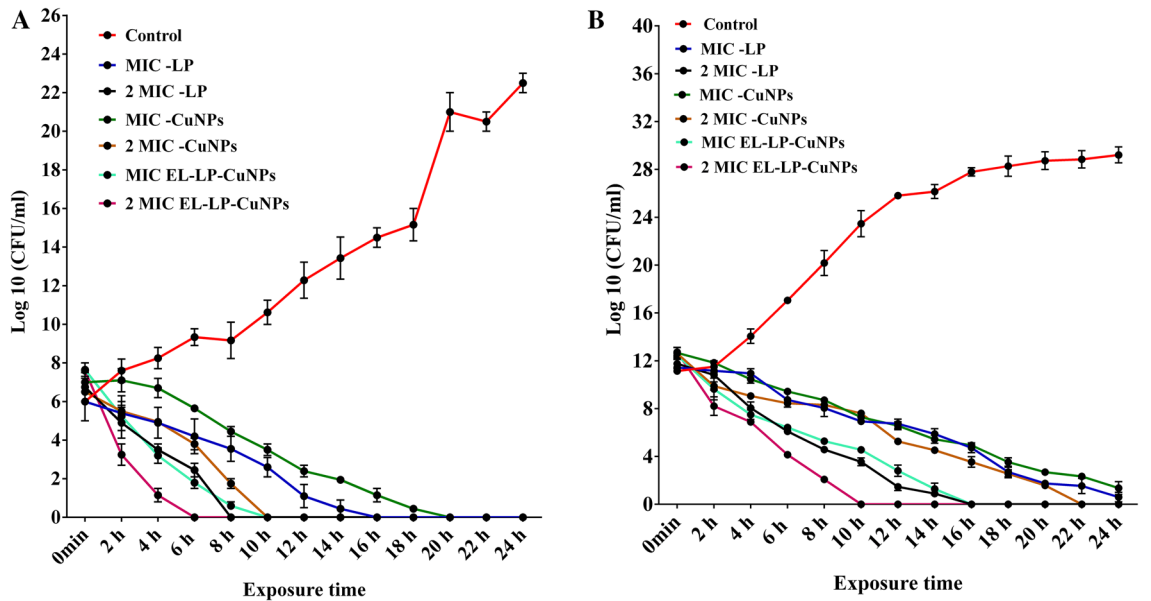 A
26
24
22
20
18
16
14
12
10
8
6
4
2
0
Log 10 (CFU/ml)
Control
MIC -LP
2 MIC -LP
MIC -CuNPs
2 MIC -CuNPs
MIC EL-LP-CuNPs
2 MIC EL-LP-CuNPs
0min
2 h
4 h
6 h
8 h
10 h
12 h
14 h
16 h
18 h
20 h
22 h
24 h
Exposure time
B
40
36
32
28
24
20
16
12
8
4
0
Log 10 (CFU/ml)
Control
MIC -LP
2 MIC -LP
MIC -CuNPs
2 MIC -CuNPs
MIC EL-LP-CuNPs
2 MIC EL-LP-CuNPs
0min
2 h
4 h
6 h
8 h
10 h
12 h
14 h
16 h
18 h
20 h
22 h
24 h
Exposure time